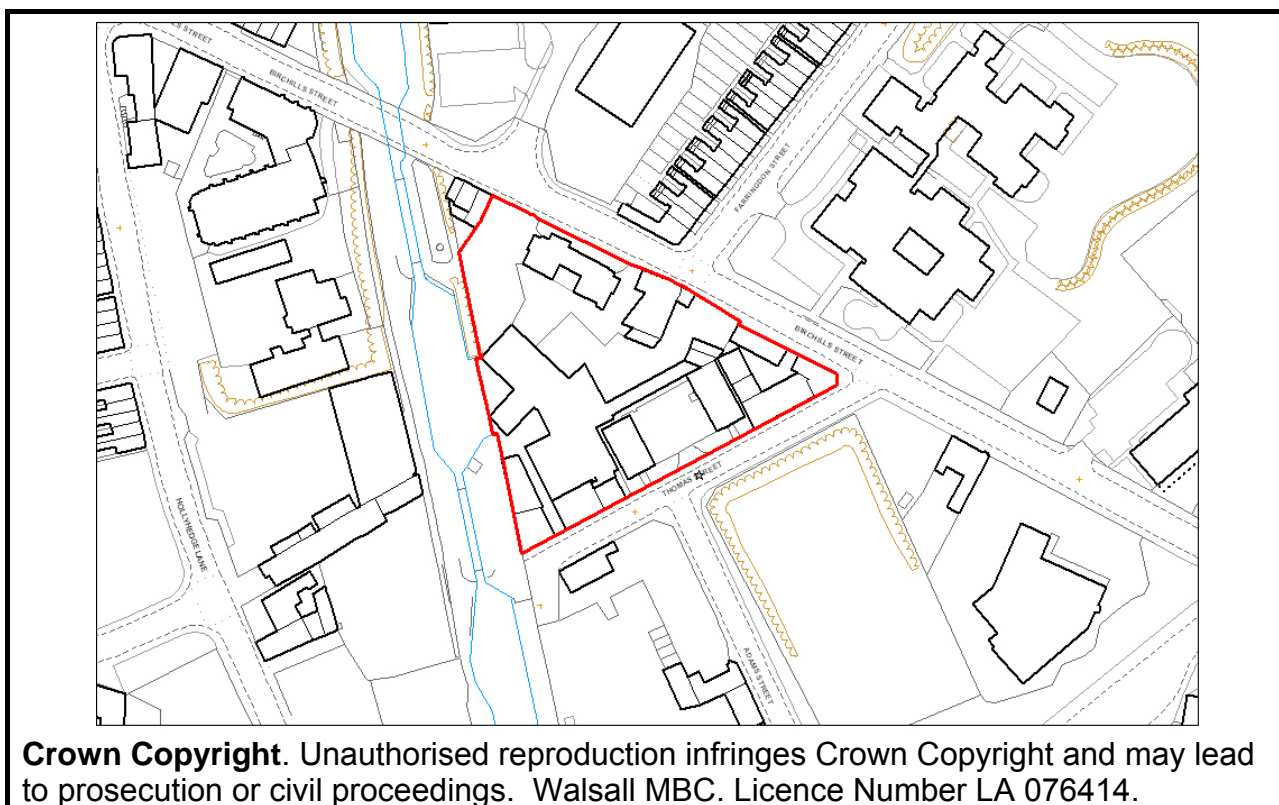 S STREET
BIRCHILLS STREET
FARRINGDON STREET
BIRCHILLS STREET
THOMAS STREET
HOLLYHEDGE LANE
ADAMS STREET
Crown Copyright. Unauthorised reproduction infringes Crown Copyright and may lead
to prosecution or civil proceedings. Walsall MBC. Licence Number LA 076414.